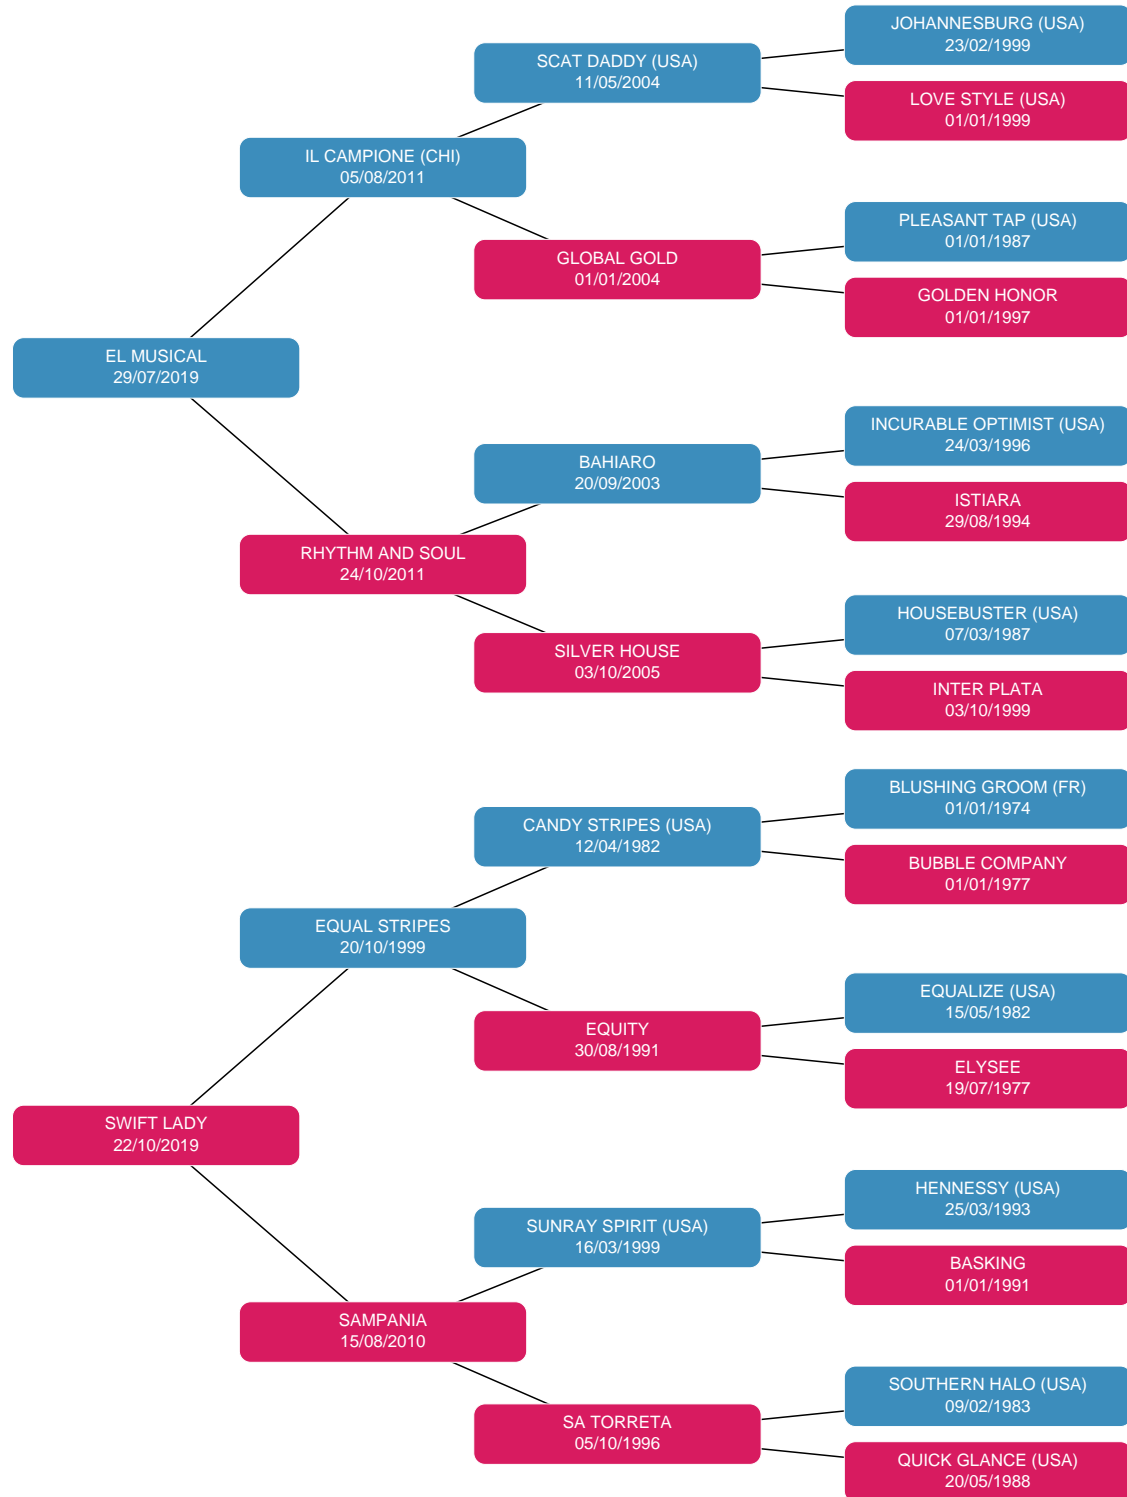 JOHANNESBURG (USA)
23/02/1999
SCAT DADDY (USA)
11/05/2004
LOVE STYLE (USA)
01/01/1999
IL CAMPIONE (CHI)
05/08/2011
PLEASANT TAP (USA)
01/01/1987
GLOBAL GOLD
01/01/2004
GOLDEN HONOR
01/01/1997
EL MUSICAL
29/07/2019
INCURABLE OPTIMIST (USA)
24/03/1996
BAHIARO
20/09/2003
ISTIARA
29/08/1994
RHYTHM AND SOUL
24/10/2011
HOUSEBUSTER (USA)
07/03/1987
SILVER HOUSE
03/10/2005
INTER PLATA
03/10/1999
BLUSHING GROOM (FR)
01/01/1974
CANDY STRIPES (USA)
12/04/1982
BUBBLE COMPANY
01/01/1977
EQUAL STRIPES
20/10/1999
EQUALIZE (USA)
15/05/1982
EQUITY
30/08/1991
ELYSEE
19/07/1977
SWIFT LADY
22/10/2019
HENNESSY (USA)
25/03/1993
SUNRAY SPIRIT (USA)
16/03/1999
BASKING
01/01/1991
SAMPANIA
15/08/2010
SOUTHERN HALO (USA)
09/02/1983
SA TORRETA
05/10/1996
QUICK GLANCE (USA)
20/05/1988